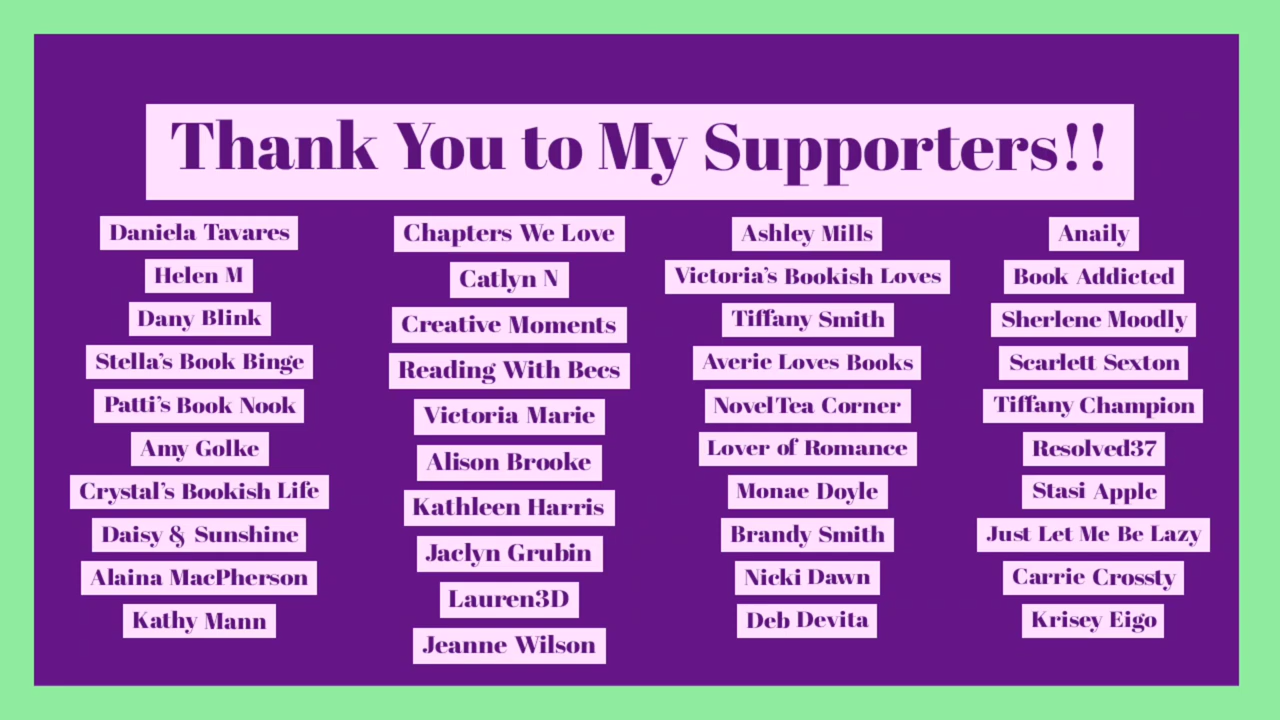 Thank You to My Supporters!!
Daniela Tavares
Helen M
Dany Blink
Stella's Book Binge
Patti's Book Nook
Amy Golke
Crystal's Bookish Life
Daisy & Sunshine
Alaina MacPherson
Kathy Mann
Chapters We Love
Catlyn N
Creative Moments
Reading With Becs
Victoria Marie
Alison Brooke
Kathleen Harris
Jaclyn Grubin
Lauren3D
Jeanne Wilson
Ashley Mills
Victoria's Bookish Loves
Tiffany Smith
Averie Loves Books
NovelTea Corner
Lover of Romance
Monae Doyle
Brandy Smith
Nicki Dawn
Deb Devita
Anaily
Book Addicted
Sherlene Moodly
Scarlett Sexton
Tiffany Champion
Resolved37
Stasi Apple
Just Let Me Be Lazy
Carrie Crossty
Krisey Eigo